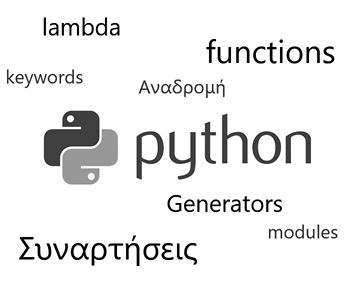 lambda
functions
keywords
Αναδρομή
python
Generators
modules
Συναρτήσεις